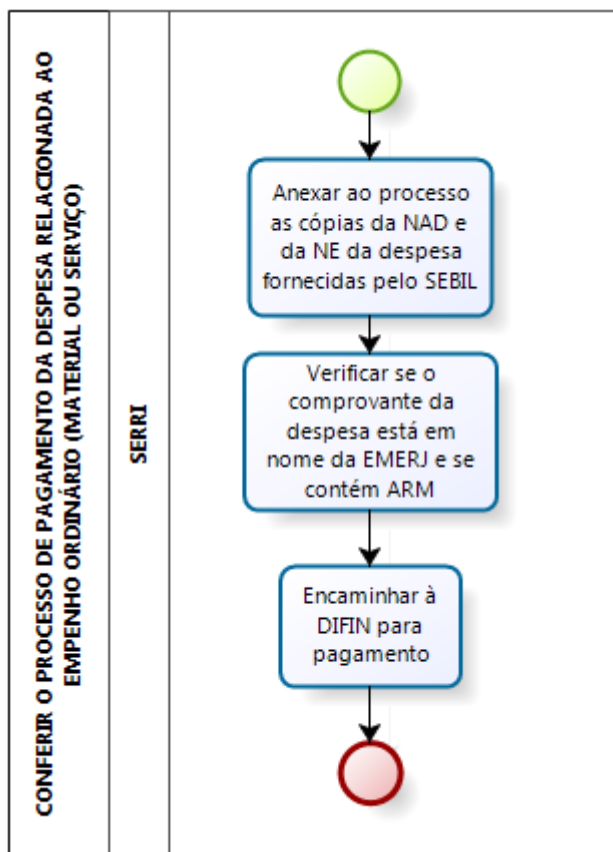 CONFERIR O PROCESSO DE PAGAMENTO DA DESPESA RELACIONADA AO
EMPENHO ORDINÁRIO (MATERIAL OU SERVIÇO)
SERRI
Anexar ao processo
as cópias da NAD e
da NE da despesa
fornecidas pelo SEBIL
Verificar se o
comprovante da
despesa está em
nome da EMERJ e se
contém ARM
Encaminhar à
DIFIN para
pagamento